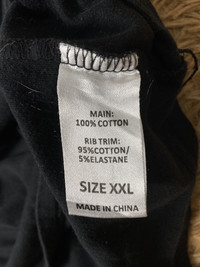 MAIN:
100% COTTON
RIB TRIM:
95%COTTON/
5%ELASTANE
SIZE XXL
MADE IN CHINA